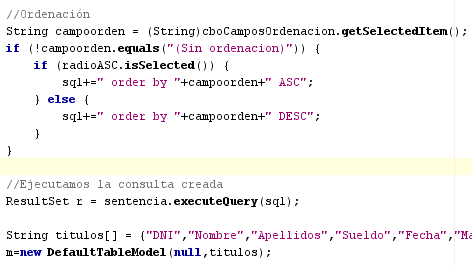 //Ordenación
String campoorden = (String)cboCamposOrdenacion.getSelectedItem();
if (!campoorden.equals("(Sin ordenacion)")) {
if (radioASC.isSelected()) {
sql+=" order by "+campoorden+" ASC";
} else {
sql+=" order by "+campoorden+" DESC";
}
}
//Ejecutamos la consulta creada
ResultSet r = sentencia.executeQuery(sql);
String titulos[] = {"DNI","Nombre","Apellidos","Sueldo","Fecha","Ma
m=new DefaultTableModel(null,titulos);